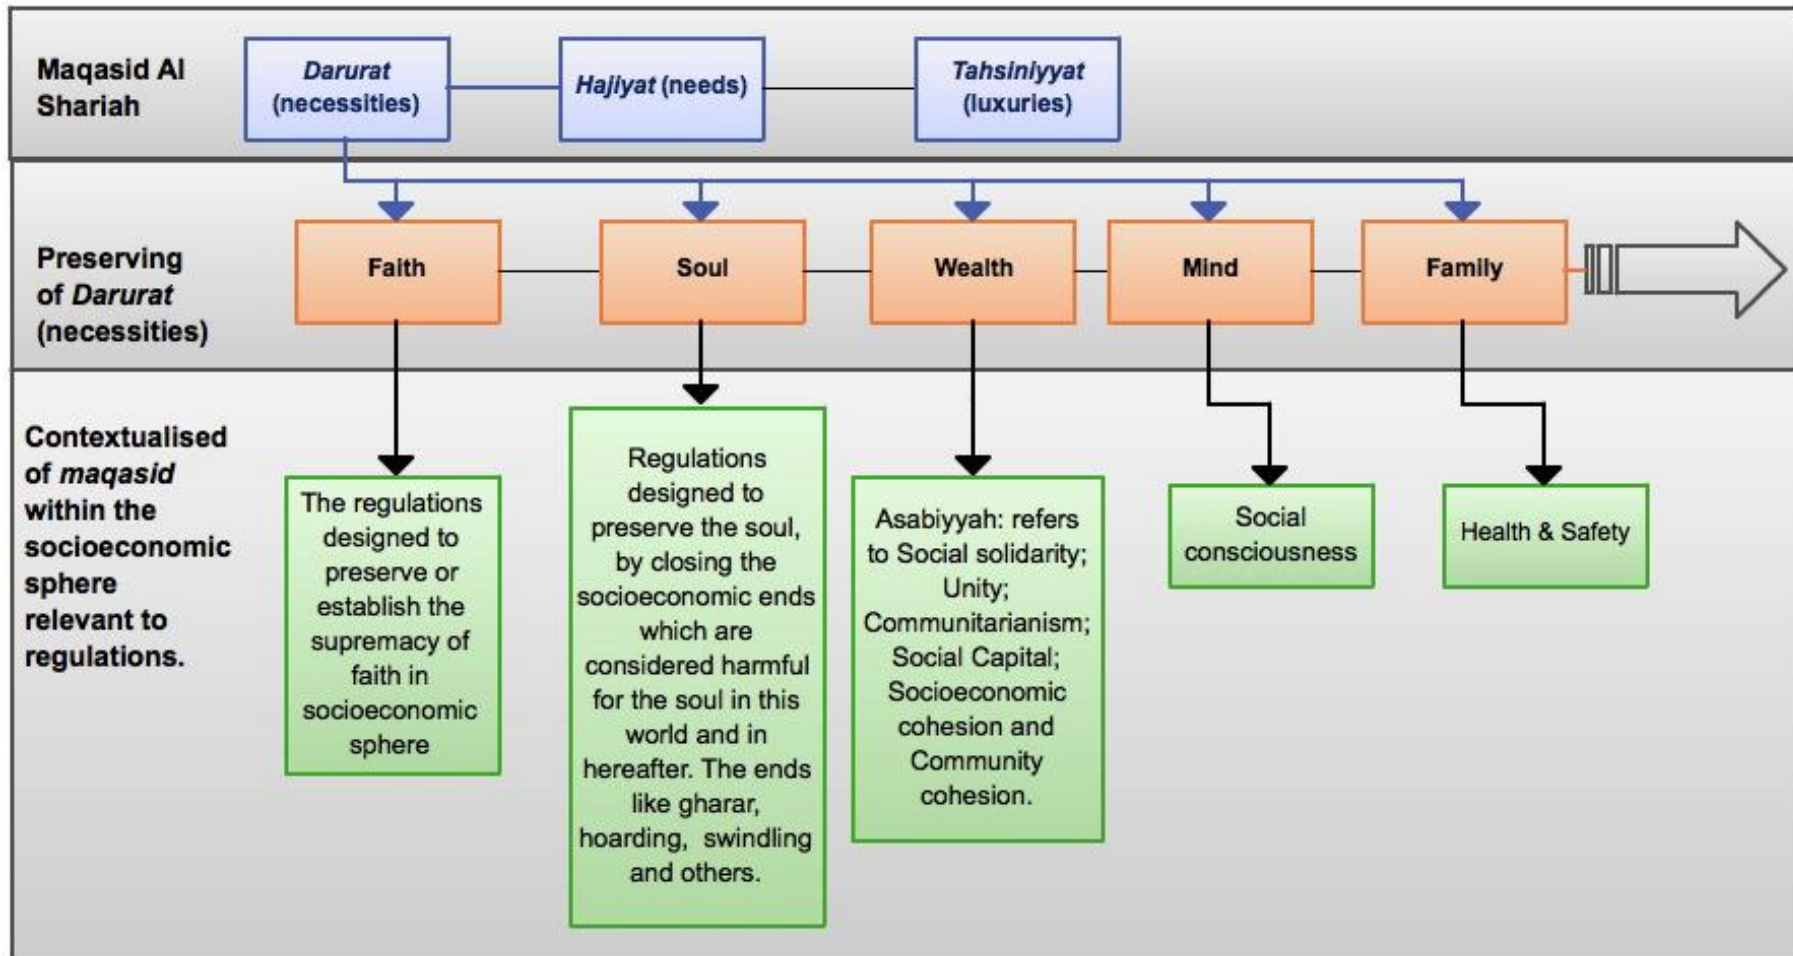 Maqasid Al
Shariah
Darurat
(necessities)
Hajiyat (needs)
Tahsiniyyat
(luxuries)
Preserving
of Darurat
(necessities)
Faith
Soul
Wealth
Mind
Family
Contextualised
of maqasid
within the
socioeconomic
sphere
relevant to
regulations.
The regulations
designed to
preserve or
establish the
supremacy of
faith in
socioeconomic
sphere
Regulations
designed to
preserve the soul,
by closing the
socioeconomic ends
which are
considered harmful
for the soul in this
world and in
hereafter. The ends
like gharar,
hoarding, swindling
and others.
Asabiyyah: refers
to Social solidarity;
Unity;
Communitarianism;
Social Capital;
Socioeconomic
cohesion and
Community
cohesion.
Social
consciousness
Health & Safety